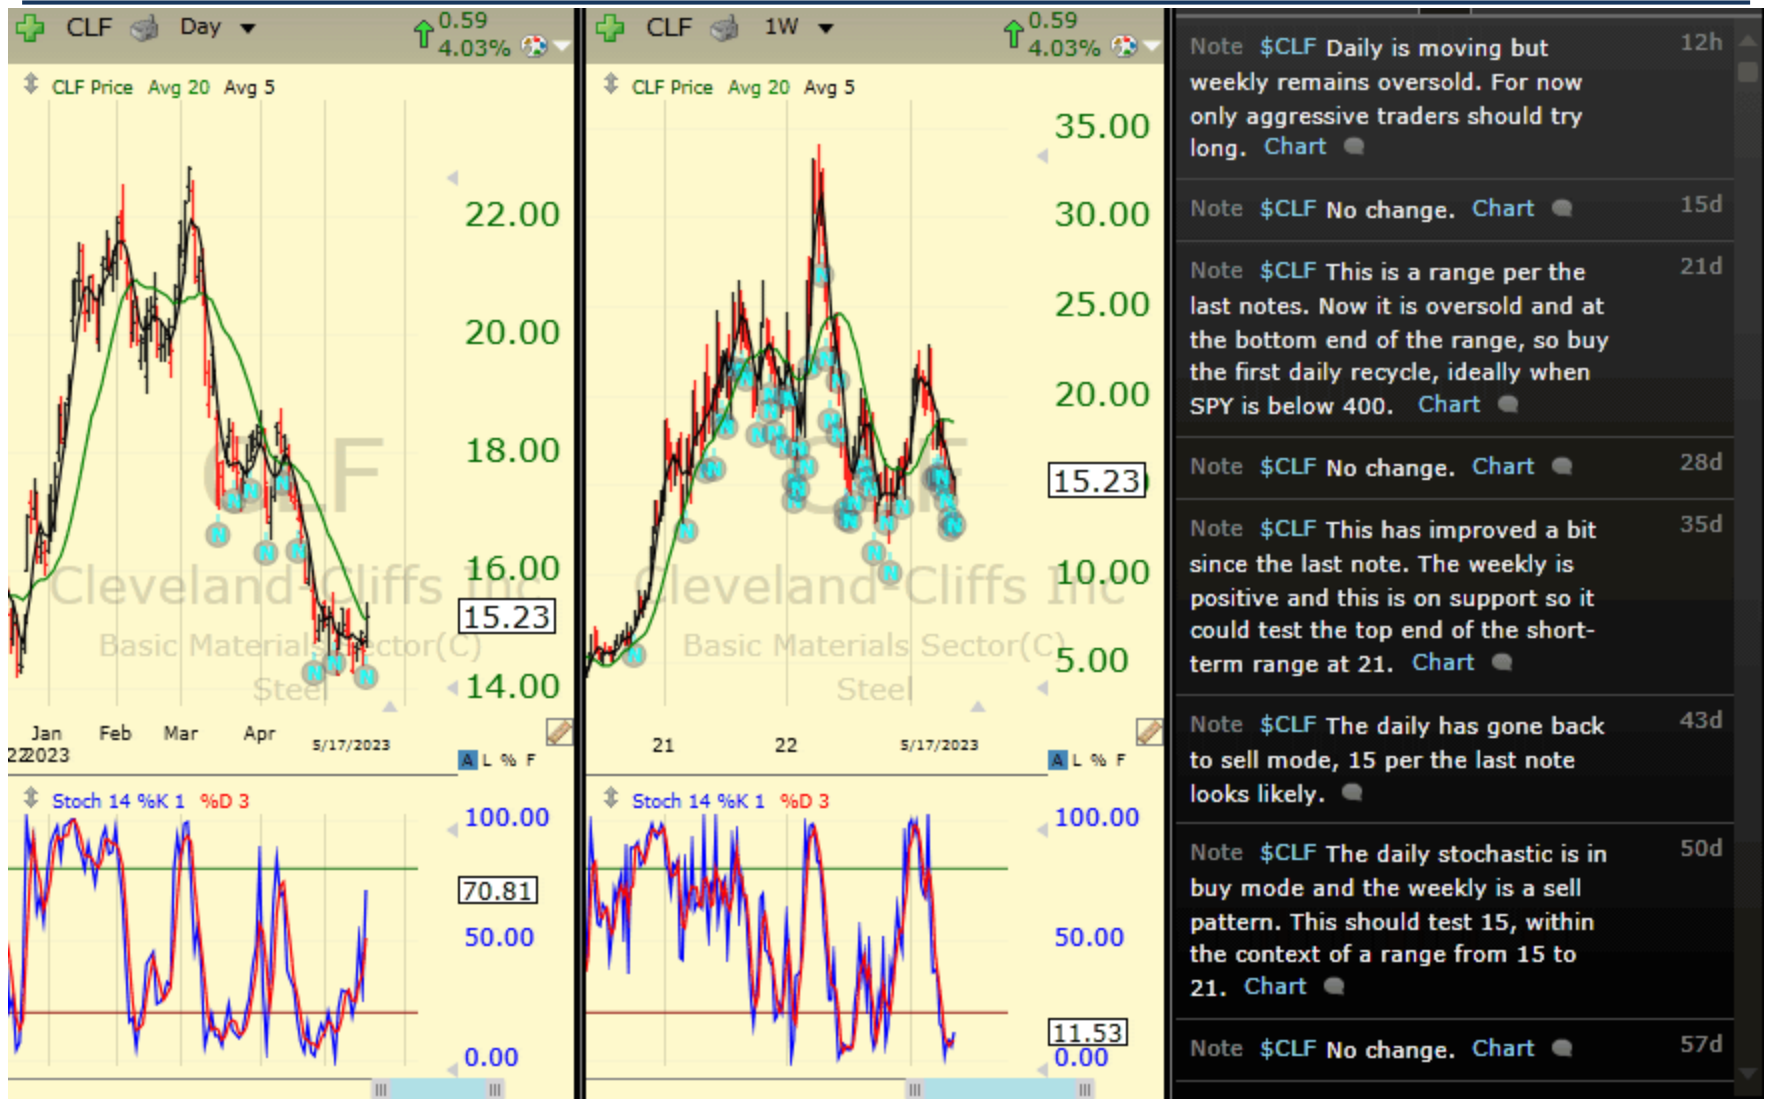 CLF Day 0.59
4.03%
CLF Price Avg 20 Avg 5
22.00
20.00
18.00
16.00
15.23
14.00
CLF
Cleveland-Cliffs Inc
Basic Materials Sector(C)
Steel
Jan Feb Mar Apr 5/17/2023
222023
A L % F
Stoch 14 %K 1 %D 3
100.00
70.81
50.00
0.00
CLF 1W 0.59
4.03%
CLF Price Avg 20 Avg 5
35.00
30.00
25.00
20.00
15.23
10.00
5.00
CLF
Cleveland-Cliffs Inc
Basic Materials Sector(C)
Steel
21 22 5/17/2023
A L % F
Stoch 14 %K 1 %D 3
100.00
50.00
11.53
0.00
Note $CLF Daily is moving but 12h
weekly remains oversold. For now
only aggressive traders should try
long. Chart
Note $CLF No change. Chart 15d
Note $CLF This is a range per the 21d
last notes. Now it is oversold and at
the bottom end of the range, so buy
the first daily recycle, ideally when
SPY is below 400. Chart
Note $CLF No change. Chart 28d
Note $CLF This has improved a bit 35d
since the last note. The weekly is
positive and this is on support so it
could test the top end of the short-
term range at 21. Chart
Note $CLF The daily has gone back 43d
to sell mode, 15 per the last note
looks likely.
Note $CLF The daily stochastic is in 50d
buy mode and the weekly is a sell
pattern. This should test 15, within
the context of a range from 15 to
21. Chart
Note $CLF No change. Chart 57d